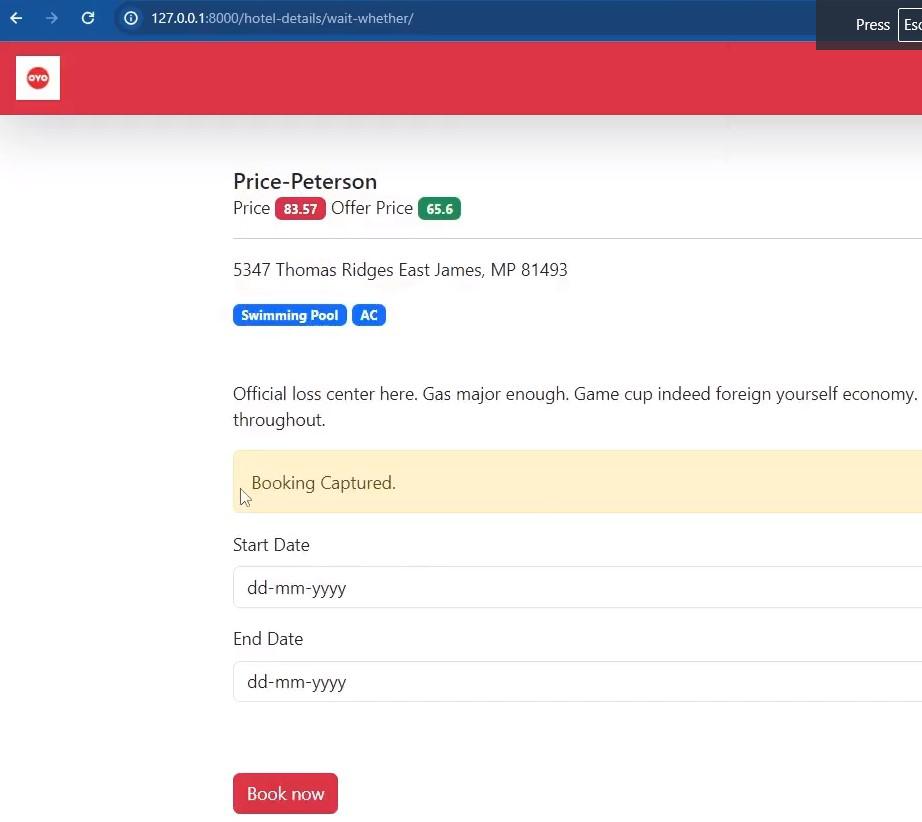 127.0.0.1:8000/hotel-details/wait-whether/
Press Esc
OYO
Price-Peterson
Price 83.57 Offer Price 65.6
5347 Thomas Ridges East James, MP 81493
Swimming Pool AC
Official loss center here. Gas major enough. Game cup indeed foreign yourself economy.
throughout.
Booking Captured.
Start Date
dd-mm-yyyy
End Date
dd-mm-yyyy
Book now